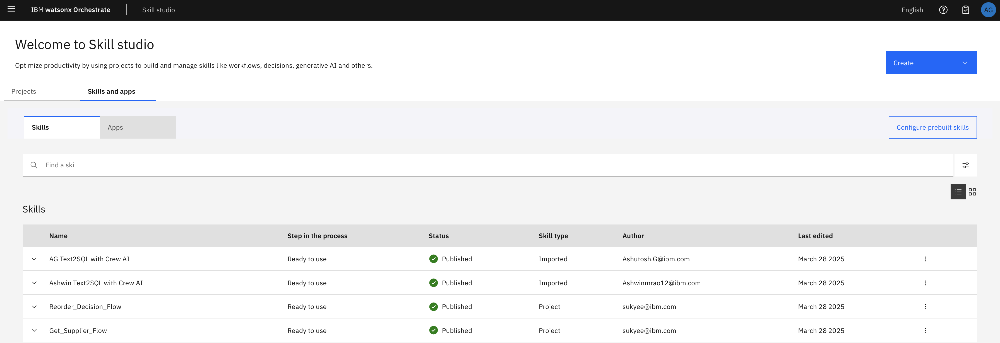 IBM watsonx Orchestrate Skill studio English AG
Welcome to Skill studio
Optimize productivity by using projects to build and manage skills like workflows, decisions, generative AI and others.
Create
Projects Skills and apps
Skills Apps Configure prebuilt skills
Find a skill
Skills
Name Step in the process Status Skill type Author Last edited
AG Text2SQL with Crew AI Ready to use Published Imported Ashutosh.G@ibm.com March 28 2025
Ashwin Text2SQL with Crew AI Ready to use Published Imported Ashwinmrao12@ibm.com March 28 2025
Reorder_Decision_Flow Ready to use Published Project sukyee@ibm.com March 28 2025
Get_Supplier_Flow Ready to use Published Project sukyee@ibm.com March 28 2025